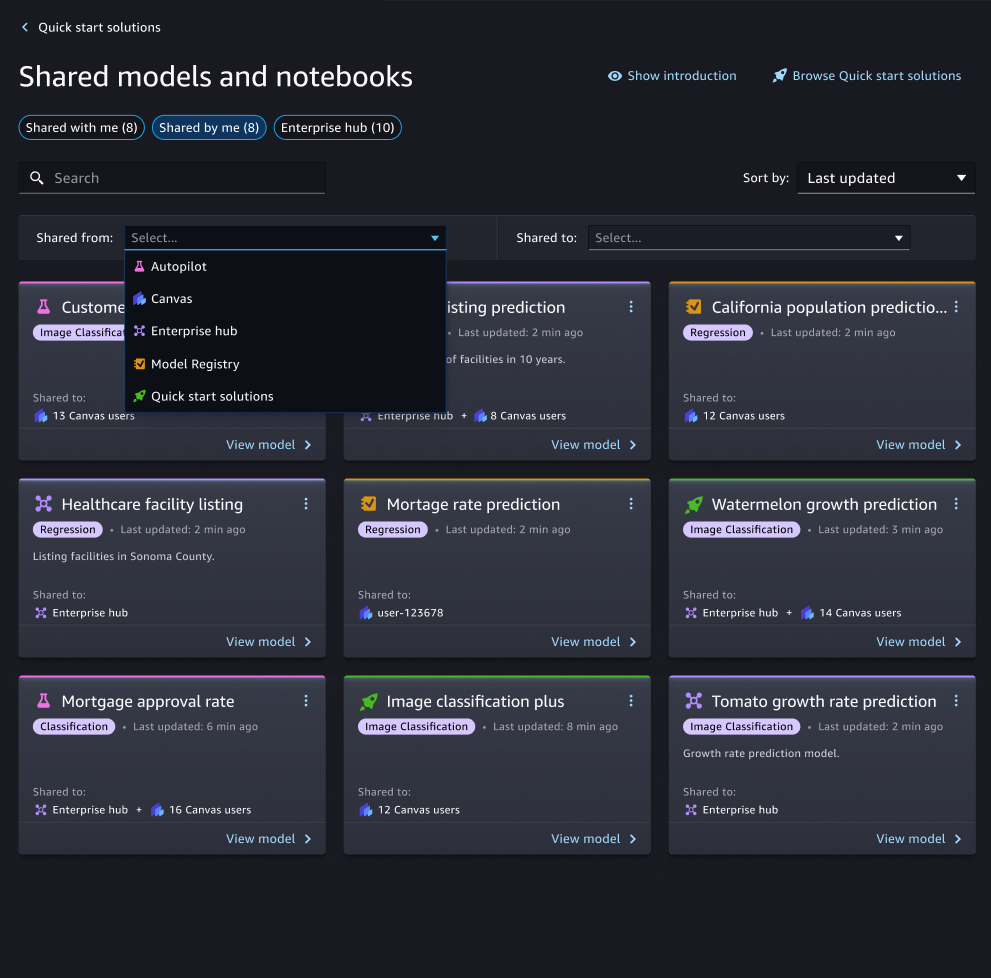 Quick start solutions
Shared models and notebooks
Show introduction
Browse Quick start solutions
Shared with me (8)
Shared by me (8)
Enterprise hub (10)
Search
Sort by:
Last updated
Shared from:
Select...
Shared to:
Select...
Autopilot
Canvas
Enterprise hub
Model Registry
Quick start solutions
Shared to:
13 Canvas users
View model
isting prediction
• Last updated: 2 min ago
of facilities in 10 years.
Enterprise hub + 8 Canvas users
View model
California population predictio...
Regression • Last updated: 2 min ago
Shared to:
12 Canvas users
View model
Healthcare facility listing
Regression • Last updated: 2 min ago
Listing facilities in Sonoma County.
Shared to:
Enterprise hub
View model
Mortage rate prediction
Regression • Last updated: 2 min ago
Shared to:
user-123678
View model
Watermelon growth prediction
Image Classification • Last updated: 3 min ago
Shared to:
Enterprise hub + 14 Canvas users
View model
Mortgage approval rate
Classification • Last updated: 6 min ago
Shared to:
Enterprise hub + 16 Canvas users
View model
Image classification plus
Image Classification • Last updated: 8 min ago
Shared to:
12 Canvas users
View model
Tomato growth rate prediction
Image Classification • Last updated: 2 min ago
Growth rate prediction model.
Shared to:
Enterprise hub
View model